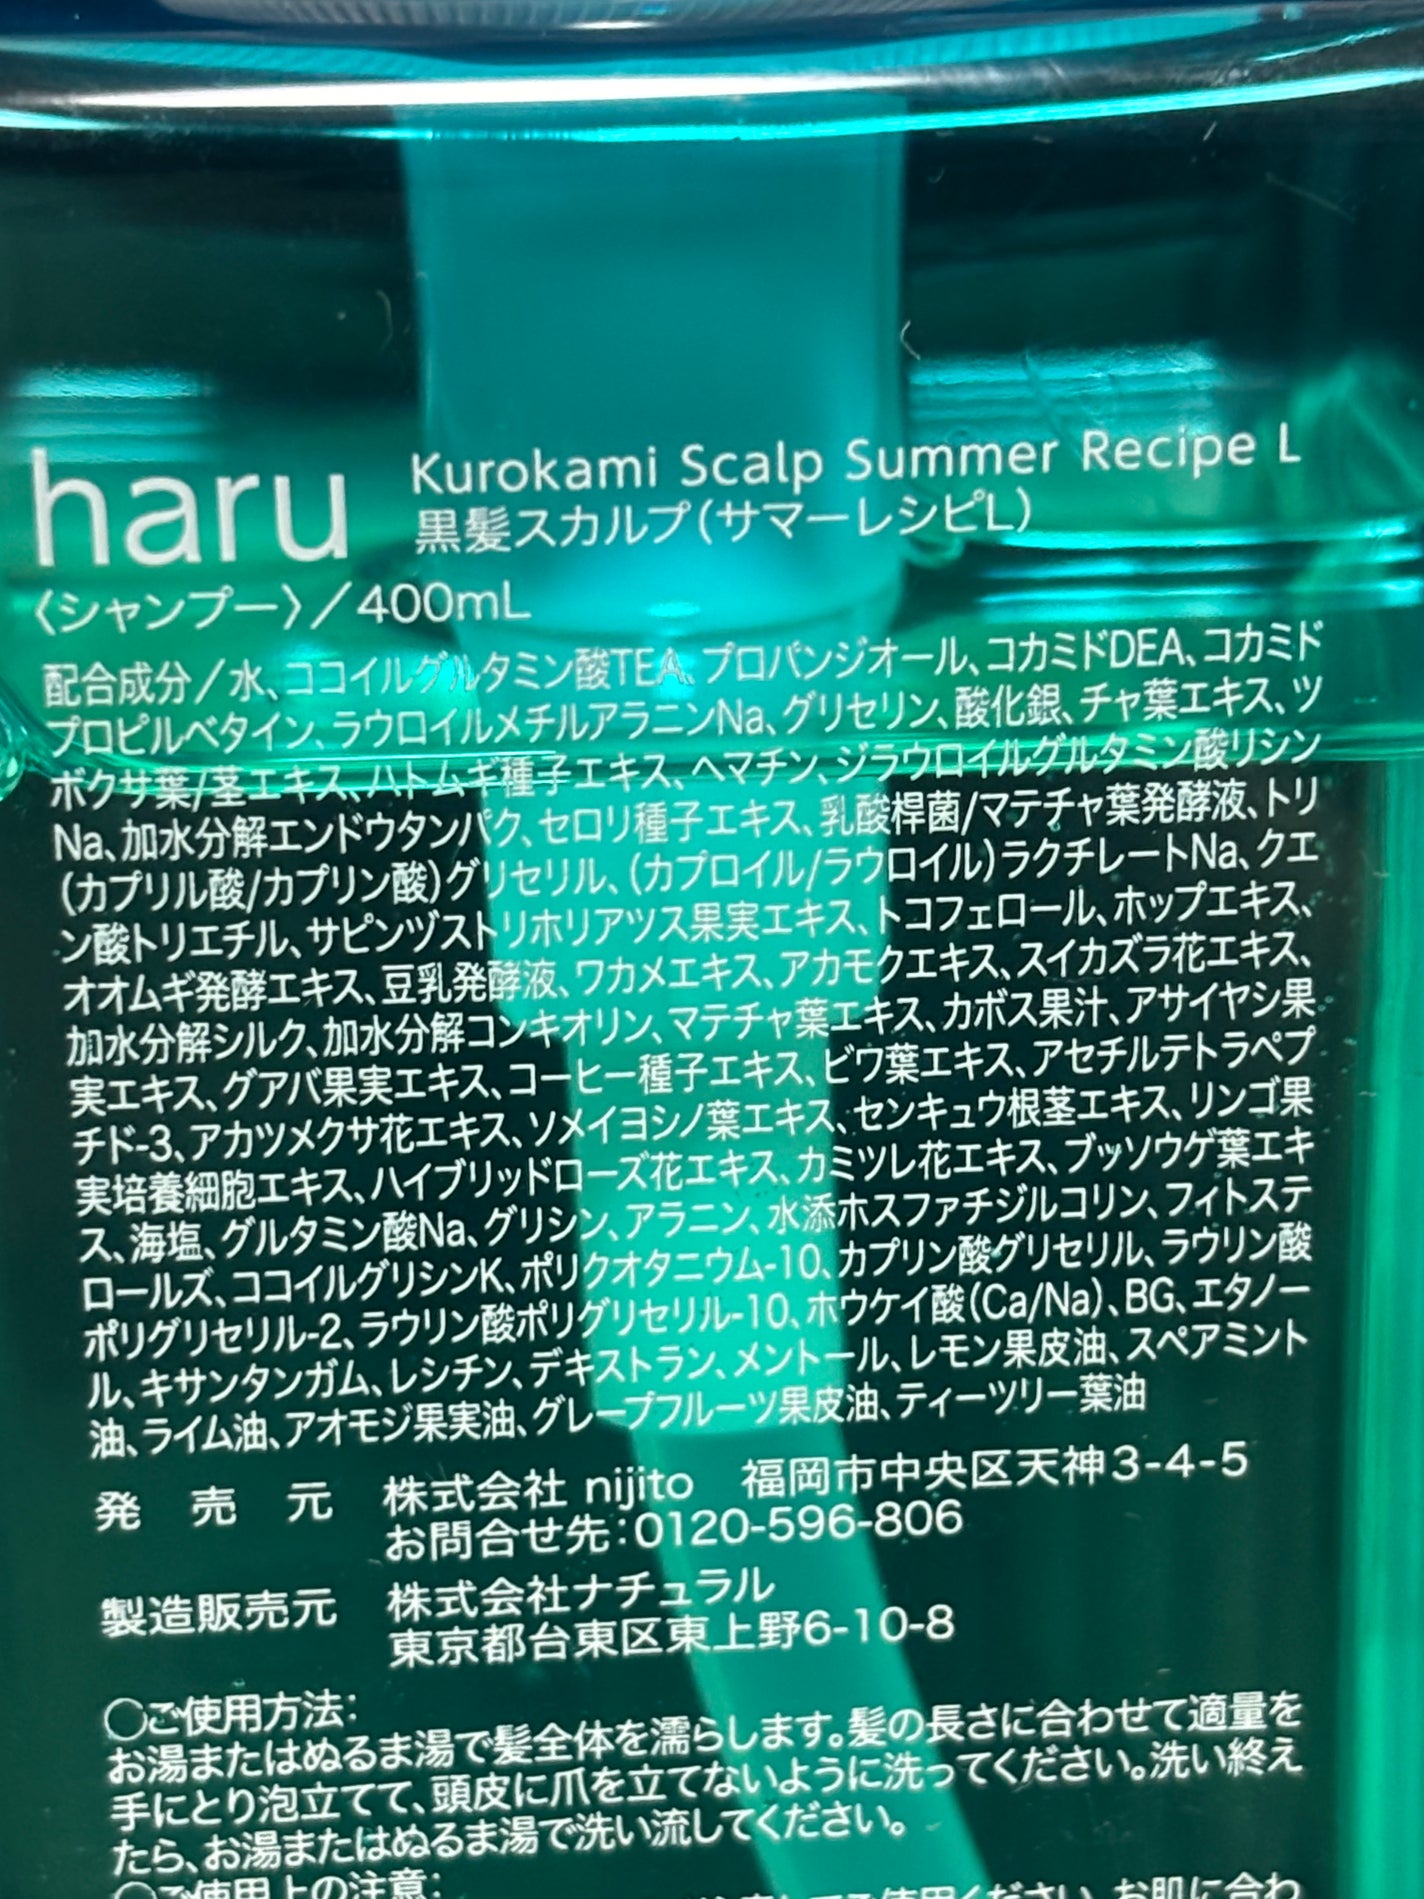 haru
Kurokami Scalp Summer Recipe L
黒髪スカルプ(サマーレシピL)
〈シャンプー〉／400mL
配合成分／水、ココイルグルタミン酸TEA、プロパンジオール、コカミドDEA、コカミド
プロピルベタイン、ラウロイルメチルアラニンNa、グリセリン、酸化銀、チャ葉エキス、ツ
ボクサ葉/茎エキス、ハトムギ種子エキス、ヘマチン、ジラウロイルグルタミン酸リシン
Na、加水分解エンドウタンパク、セロリ種子エキス、乳酸桿菌/マテチャ葉発酵液、トリ
(カプリル酸/カプリン酸)グリセリル、(カプロイル/ラウロイル)ラクチレートNa、クエ
ン酸トリエチル、サピンヅストリホリアツス果実エキス、トコフェロール、ホップエキス、
オオムギ発酵エキス、豆乳発酵液、ワカメエキス、アカモクエキス、スイカズラ花エキス、
加水分解シルク、加水分解コンキオリン、マテチャ葉エキス、カボス果汁、アサイヤシ果
実エキス、グアバ果実エキス、コーヒー種子エキス、ビワ葉エキス、アセチルテトラペプ
チド-3、アカツメクサ花エキス、ソメイヨシノ葉エキス、センキュウ根茎エキス、リンゴ果
実培養細胞エキス、ハイブリッドローズ花エキス、カミツレ花エキス、ブッソウゲ葉エキ
ス、海塩、グルタミン酸Na、グリシン、アラニン、水添ホスファチジルコリン、フィトステ
ロールズ、ココイルグリシンK、ポリクオタニウム-10、カプリン酸グリセリル、ラウリン酸
ポリグリセリル-2、ラウリン酸ポリグリセリル-10、ホウケイ酸(Ca/Na)、BG、エタノー
ル、キサンタンガム、レシチン、デキストラン、メントール、レモン果皮油、スペアミント
油、ライム油、アオモジ果実油、グレープフルーツ果皮油、ティーツリー葉油
発売元 株式会社 nijito 福岡市中央区天神3-4-5
お問合せ先：0120-596-806
製造販売元 株式会社ナチュラル
東京都台東区東上野6-10-8
○ご使用方法：
お湯またはぬるま湯で髪全体を濡らします。髪の長さに合わせて適量を
手にとり泡立てて、頭皮に爪を立てないように洗ってください。洗い終え
たら、お湯またはぬるま湯で洗い流してください。
○ご使用上の注意：
ご使用ください。お肌に合わ